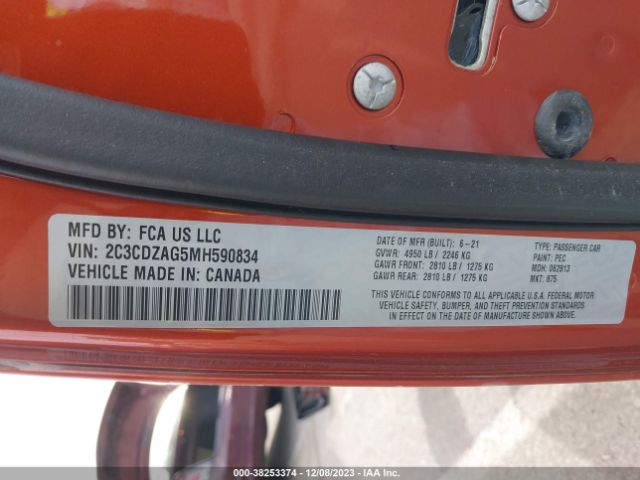 MFD BY: FCA US LLC
VIN: 2C3CDZAG5MH590834
VEHICLE MADE IN: CANADA
DATE OF MFR (BUILT): 6-21
GVWR: 4950 LB / 2246 KG
GAWR FRONT: 2810 LB / 1275 KG
GAWR REAR: 2810 LB / 1275 KG
TYPE: PASSENGER CAR
PAINT: PEC
MDH: 062813
MKT: 875
THIS VEHICLE CONFORMS TO ALL APPLICABLE U.S.A. FEDERAL MOTOR
VEHICLE SAFETY, BUMPER, AND THEFT PREVENTION STANDARDS
IN EFFECT ON THE DATE OF MANUFACTURE SHOWN ABOVE.
000-38253374 - 12/08/2023 - IAA Inc.